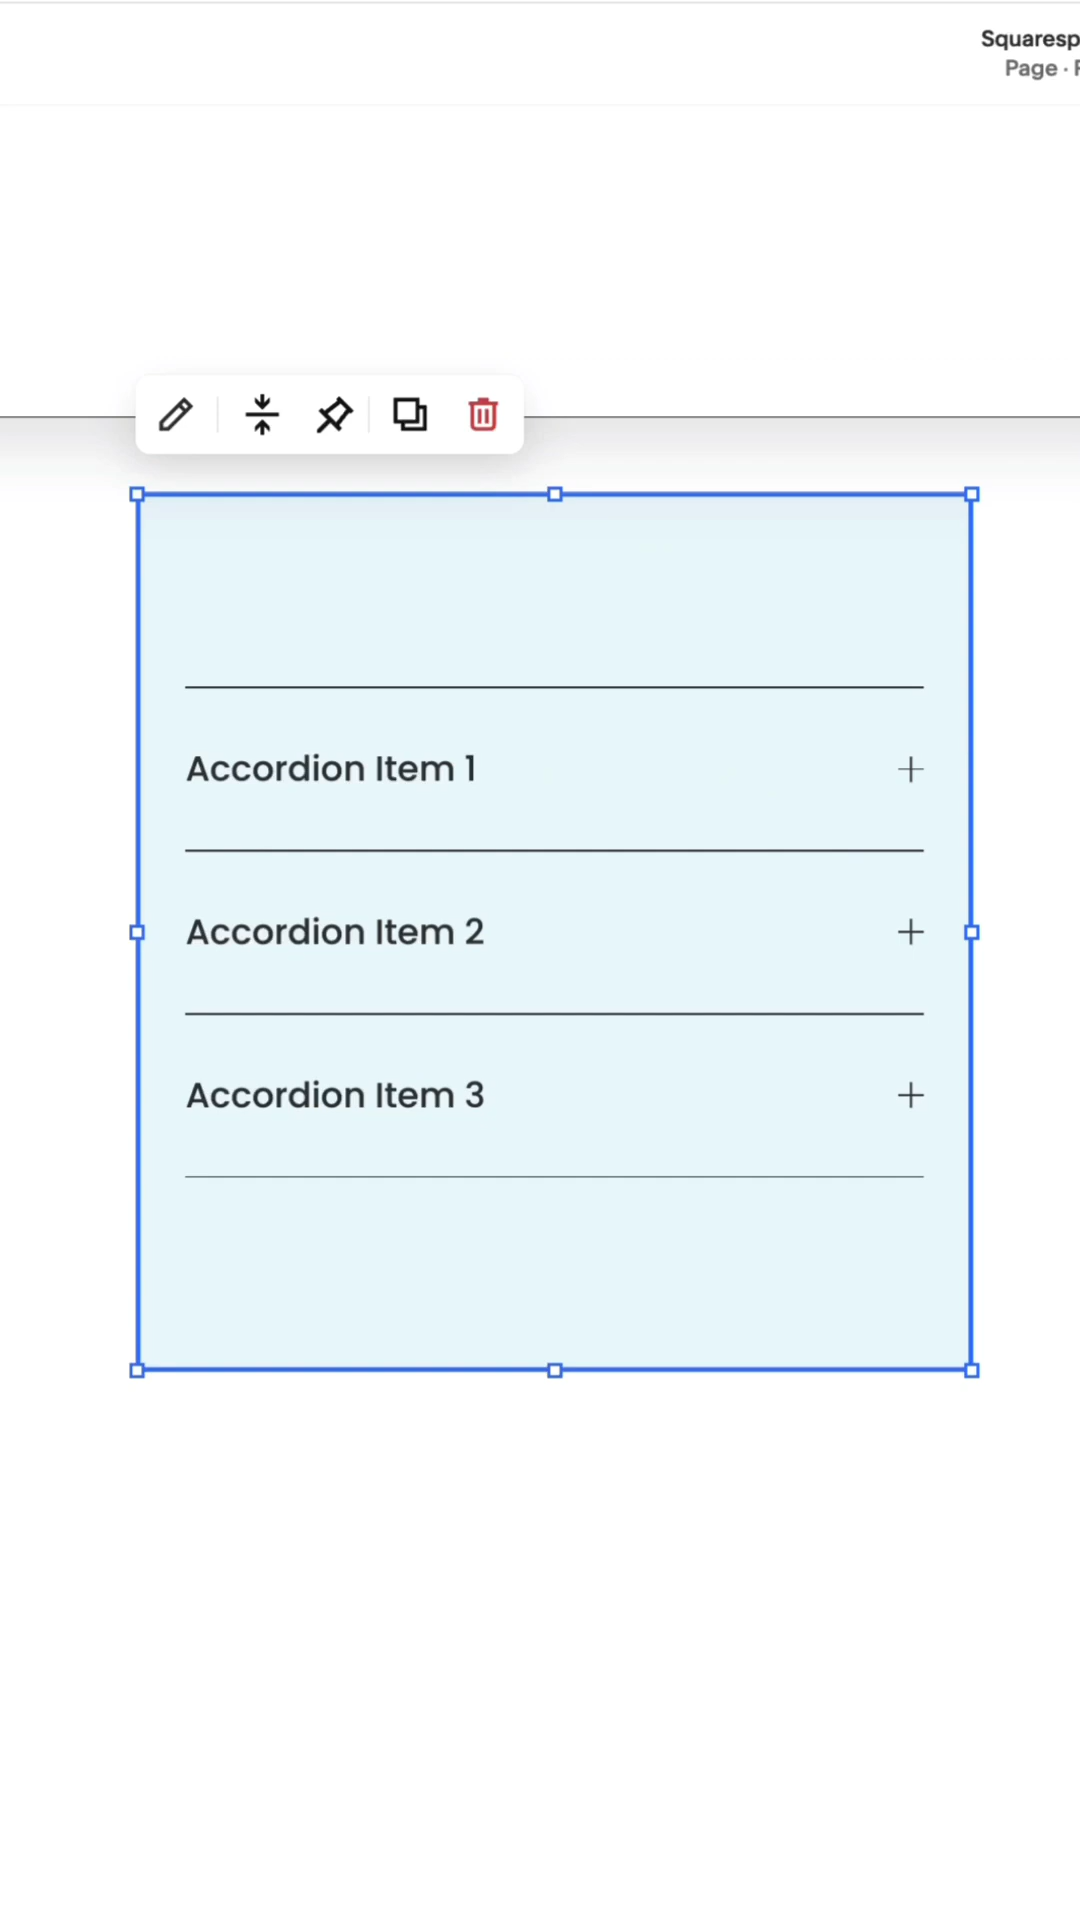 Squaresp
Page · F
Accordion Item 1
Accordion Item 2
Accordion Item 3